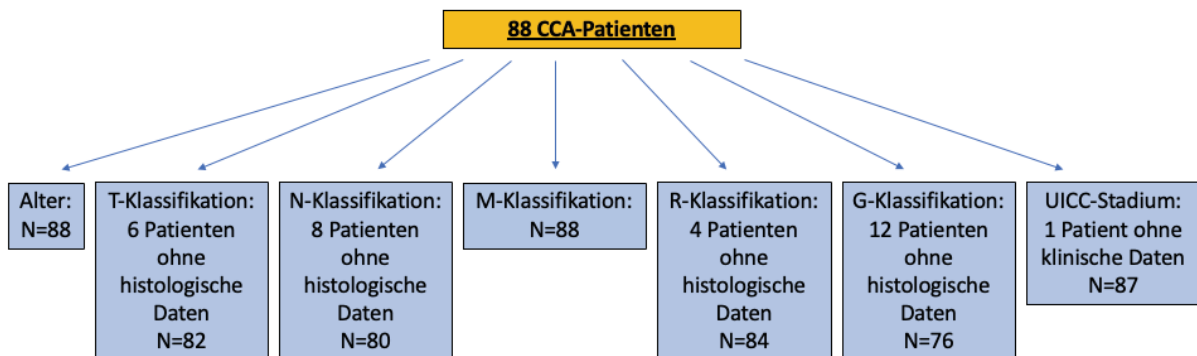 88 CCA-Patienten
Alter:
N=88
T-Klassifikation:
6 Patienten
ohne
histologische
Daten
N=82
N-Klassifikation:
8 Patienten
ohne
histologische
Daten
N=80
M-Klassifikation:
N=88
R-Klassifikation:
4 Patienten
ohne
histologische
Daten
N=84
G-Klassifikation:
12 Patienten
ohne
histologische
Daten
N=76
UICC-Stadium:
1 Patient ohne
klinische Daten
N=87